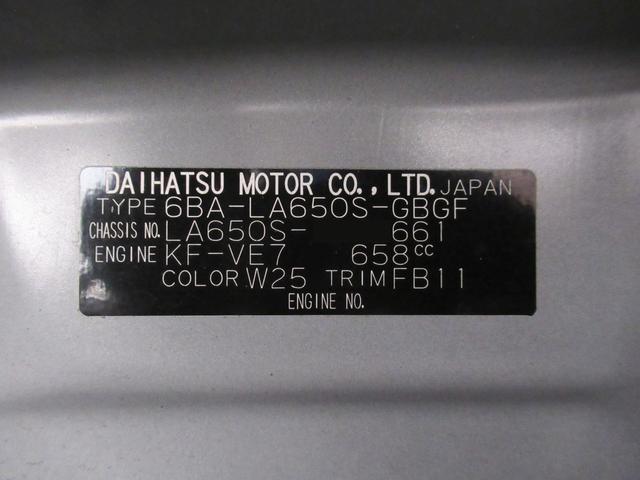 DAIHATSU MOTOR CO., LTD. JAPAN
TYPE 6BA-LA650S-GBGF
CHASSIS NO. LA650S- 661
ENGINE KF-VE7 658cc
COLOR W25 TRIM FB11
ENGINE NO.